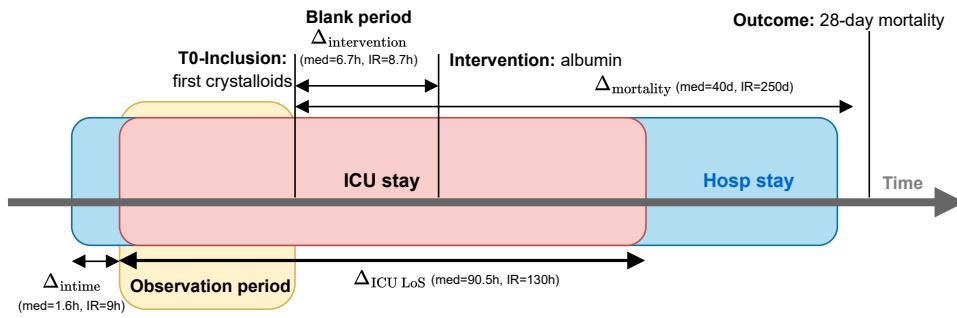 Blank period
Outcome: 28-day mortality
Δintervention
(med=6.7h, IR=8.7h)
T0-Inclusion:
first crystalloids
Intervention: albumin
Δmortality (med=40d, IR=250d)
ICU stay
Hosp stay
Time
Δintime
(med=1.6h, IR=9h)
Observation period
ΔICU LoS (med=90.5h, IR=130h)